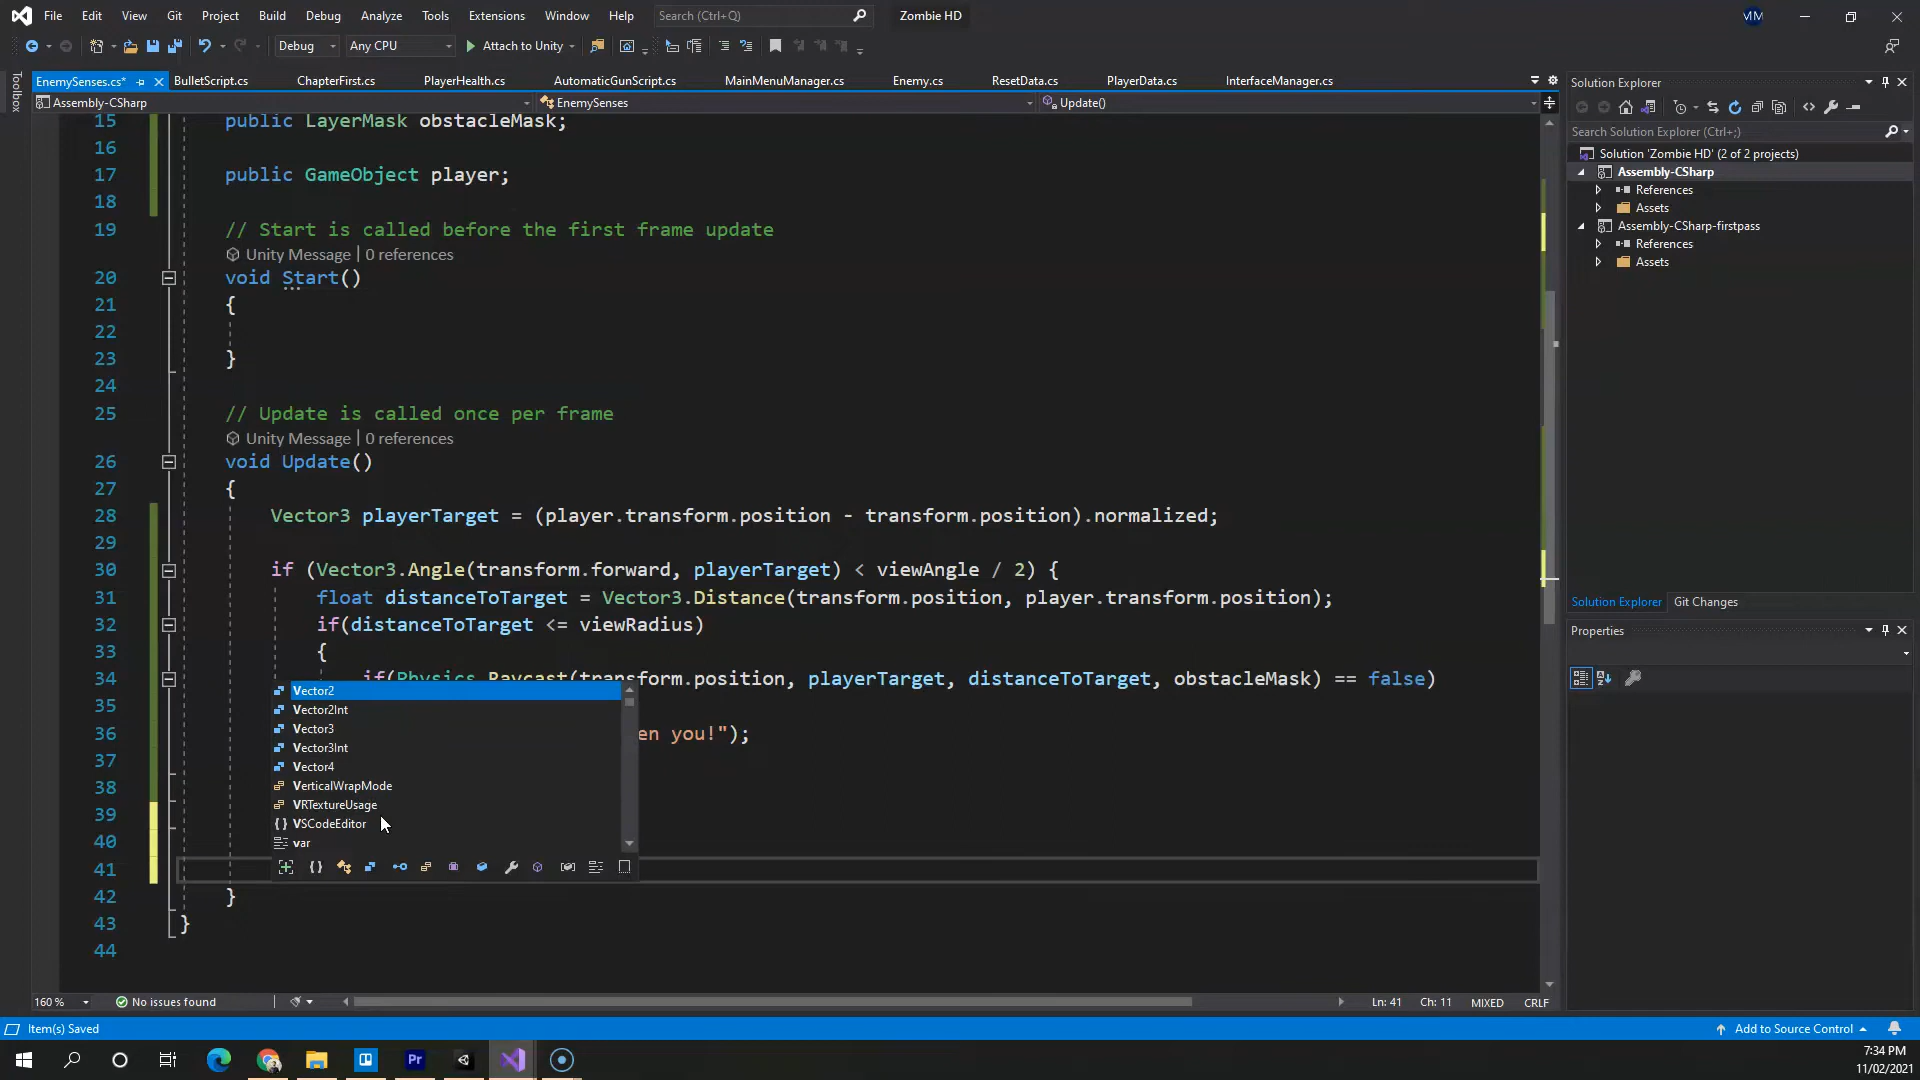 File Edit View Git Project Build Debug Analyze Tools Extensions Window Help Search (Ctrl+Q) Zombie HD MM
Debug Any CPU Attach to Unity
EnemySenses.cs* BulletScript.cs ChapterFirst.cs PlayerHealth.cs AutomaticGunScript.cs MainMenuManager.cs Enemy.cs ResetData.cs PlayerData.cs InterfaceManager.cs
Assembly-CSharp EnemySenses Update()
Toolbox
15 public LayerMask obstacleMask;
16
17 public GameObject player;
18
19 // Start is called before the first frame update
Unity Message | 0 references
20 void Start()
21 {
22
23 }
24
25 // Update is called once per frame
Unity Message | 0 references
26 void Update()
27 {
28 Vector3 playerTarget = (player.transform.position - transform.position).normalized;
29
30 if (Vector3.Angle(transform.forward, playerTarget) < viewAngle / 2) {
31 float distanceToTarget = Vector3.Distance(transform.position, player.transform.position);
32 if(distanceToTarget <= viewRadius)
33 {
34 if(Physics.Raycast(transform.position, playerTarget, distanceToTarget, obstacleMask) == false)
35
36 en you!");
37
38
39
40
41
42 }
43 }
44
Vector2
Vector2Int
Vector3
Vector3Int
Vector4
VerticalWrapMode
VRTextureUsage
VSCodeEditor
var
160 % No issues found Ln: 41 Ch: 11 MIXED CRLF
Solution Explorer
Search Solution Explorer (Ctrl+;)
Solution 'Zombie HD' (2 of 2 projects)
Assembly-CSharp
References
Assets
Assembly-CSharp-firstpass
References
Assets
Solution Explorer Git Changes
Properties
Item(s) Saved Add to Source Control
Pr
7:34 PM
11/02/2021